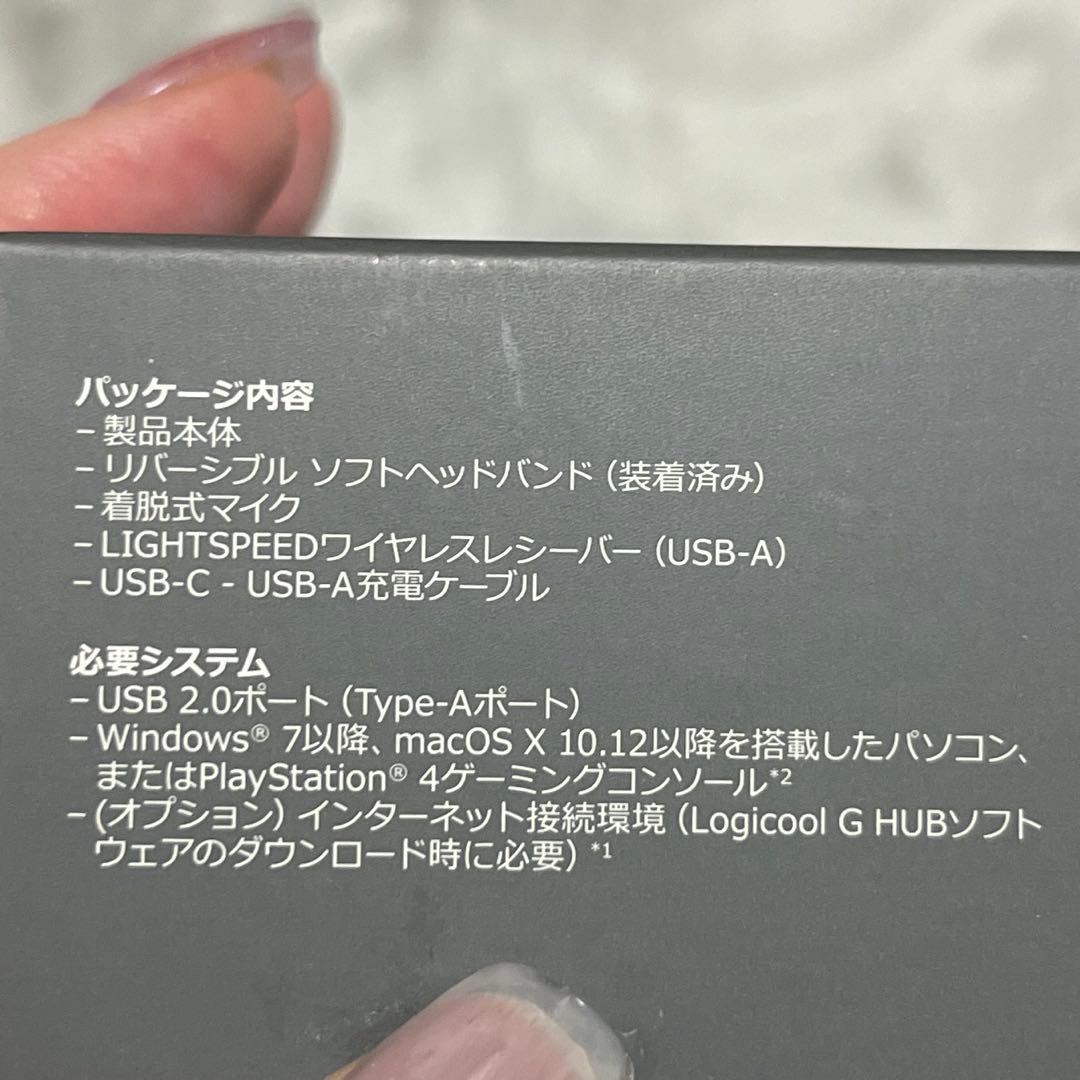 パッケージ内容
– 製品本体
– リバーシブル ソフトヘッドバンド (装着済み)
– 着脱式マイク
– LIGHTSPEEDワイヤレスレシーバー (USB-A)
– USB-C - USB-A充電ケーブル
必要システム
– USB 2.0ポート (Type-Aポート)
– Windows® 7以降、macOS X 10.12以降を搭載したパソコン、
またはPlayStation® 4ゲーミングコンソール*2
– (オプション) インターネット接続環境 (Logicool G HUBソフト
ウェアのダウンロード時に必要) *1